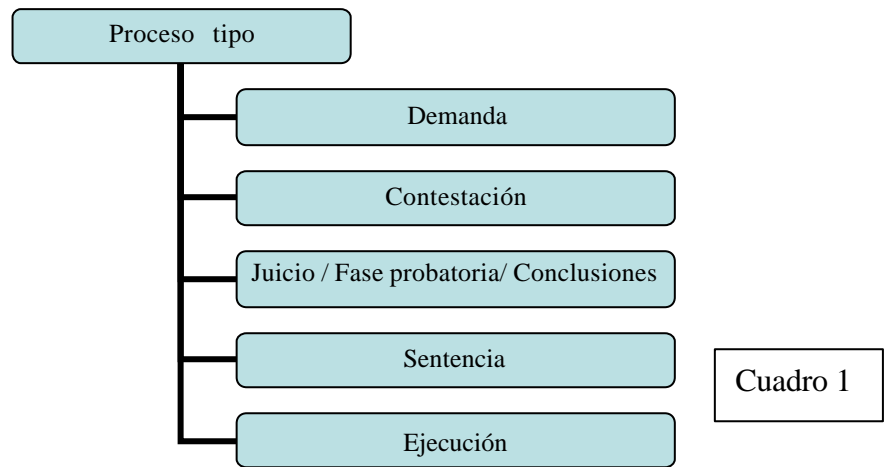 Proceso tipo
Demanda
Contestación
Juicio / Fase probatoria/ Conclusiones
Sentencia
Cuadro 1
Ejecución